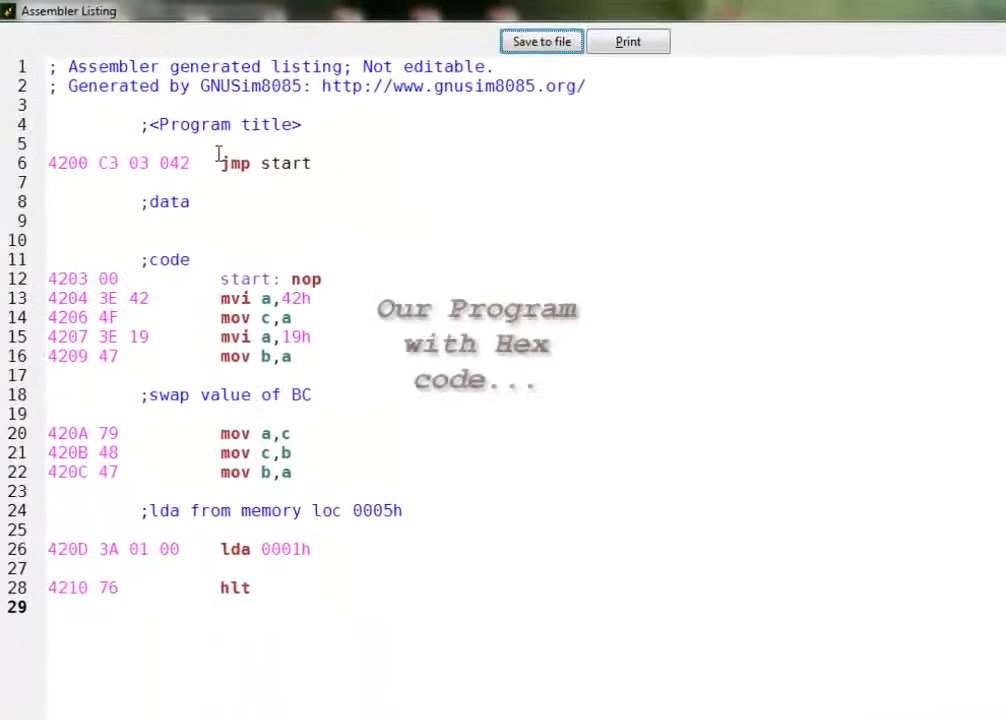 Assembler Listing
Save to file Print
1 ; Assembler generated listing; Not editable.
2 ; Generated by GNUSim8085: http://www.gnusim8085.org/
3
4 ;<Program title>
5
6 4200 C3 03 042 jmp start
7
8 ;data
9
10
11 ;code
12 4203 00 start: nop
13 4204 3E 42 mvi a,42h
14 4206 4F mov c,a
15 4207 3E 19 mvi a,19h
16 4209 47 mov b,a
17
18 ;swap value of BC
19
20 420A 79 mov a,c
21 420B 48 mov c,b
22 420C 47 mov b,a
23
24 ;lda from memory loc 0005h
25
26 420D 3A 01 00 lda 0001h
27
28 4210 76 hlt
29
Our Program
with Hex
code...